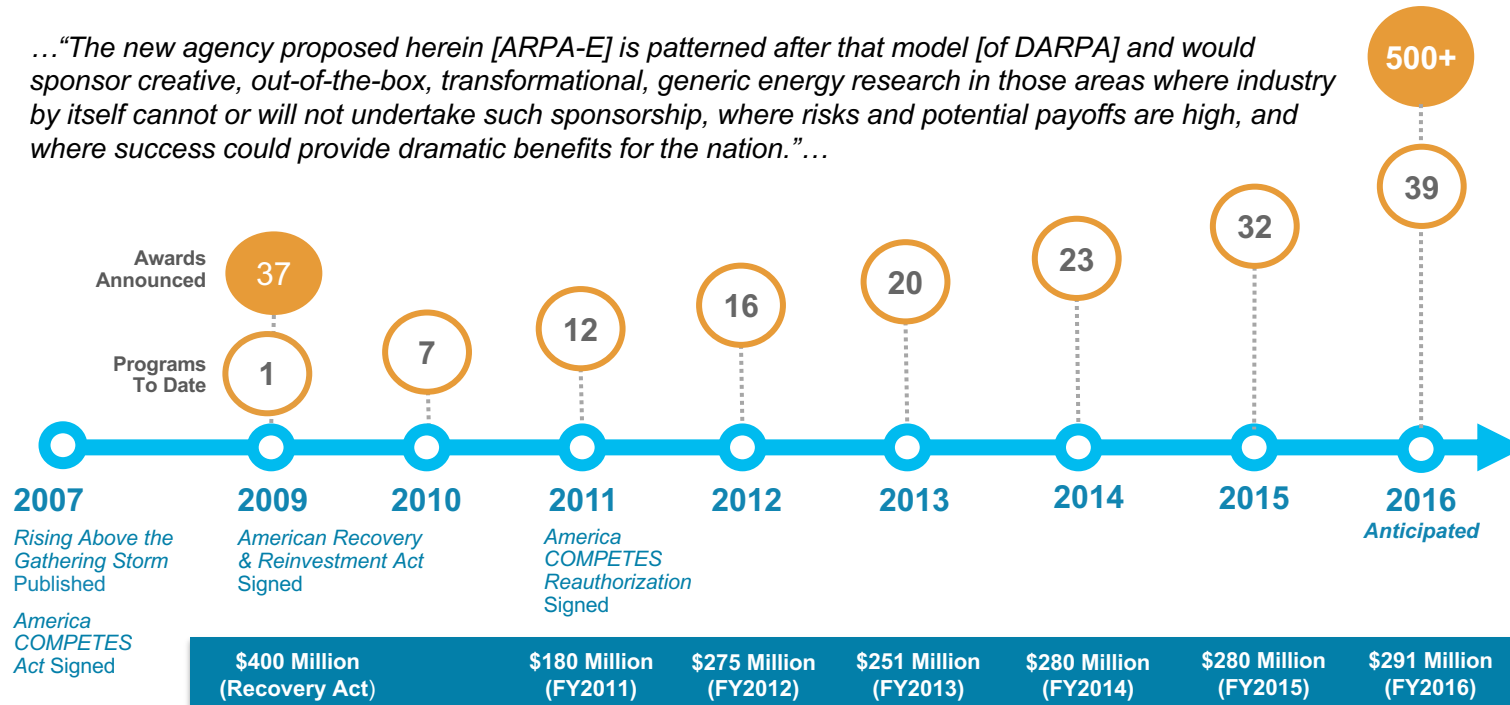 …“The new agency proposed herein [ARPA-E] is patterned after that model [of DARPA] and would
sponsor creative, out-of-the-box, transformational, generic energy research in those areas where industry
by itself cannot or will not undertake such sponsorship, where risks and potential payoffs are high, and
where success could provide dramatic benefits for the nation.”…
500+
39
32
23
20
16
12
7
Awards
Announced
37
Programs
To Date
1
2007
Rising Above the
Gathering Storm
Published
America
COMPETES
Act Signed
2009
American Recovery
& Reinvestment Act
Signed
2010
2011
America
COMPETES
Reauthorization
Signed
2012
2013
2014
2015
2016
Anticipated
$400 Million
(Recovery Act)
$180 Million
(FY2011)
$275 Million
(FY2012)
$251 Million
(FY2013)
$280 Million
(FY2014)
$280 Million
(FY2015)
$291 Million
(FY2016)